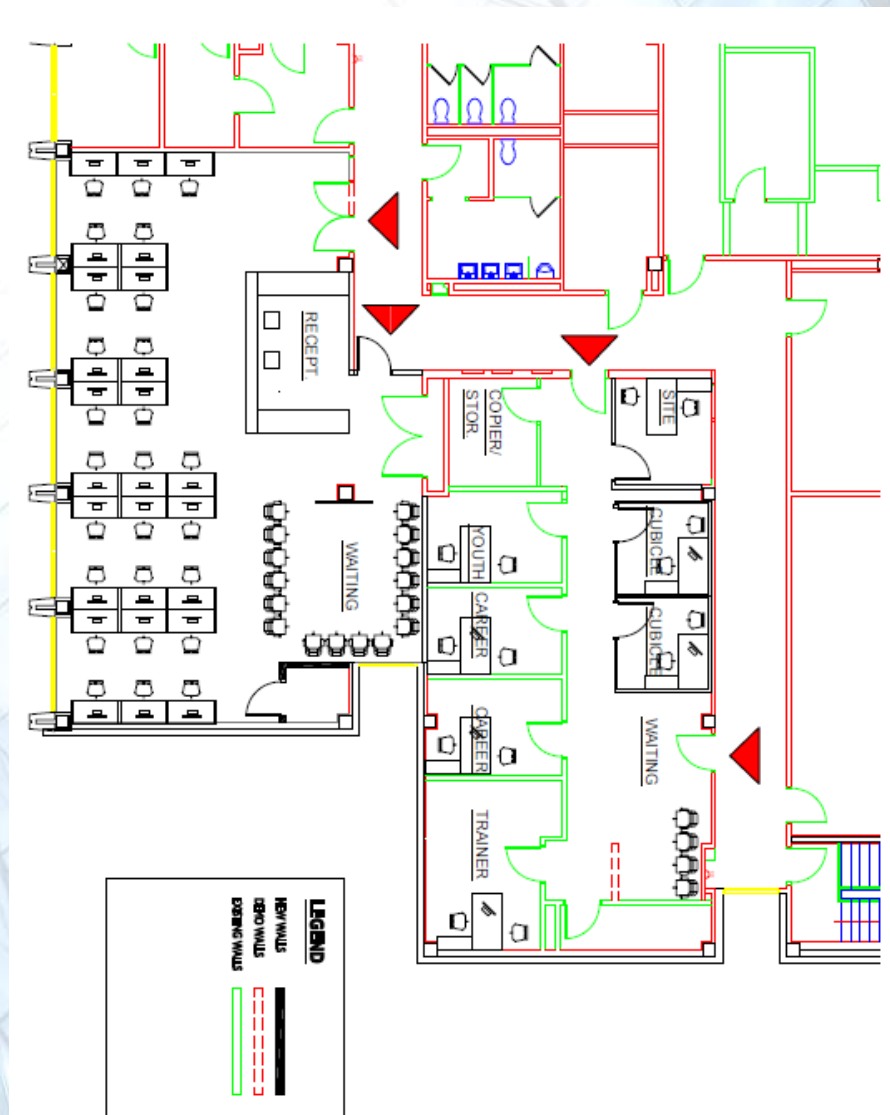 RECEPT.
COPIER/
STOR.
SITE
CUBICLE
CUBICLE
YOUTH
CAREER
CAREER
TRAINER
WAITING
WAITING
LEGEND
NEW WALLS
DEMO WALLS
EXISTING WALLS